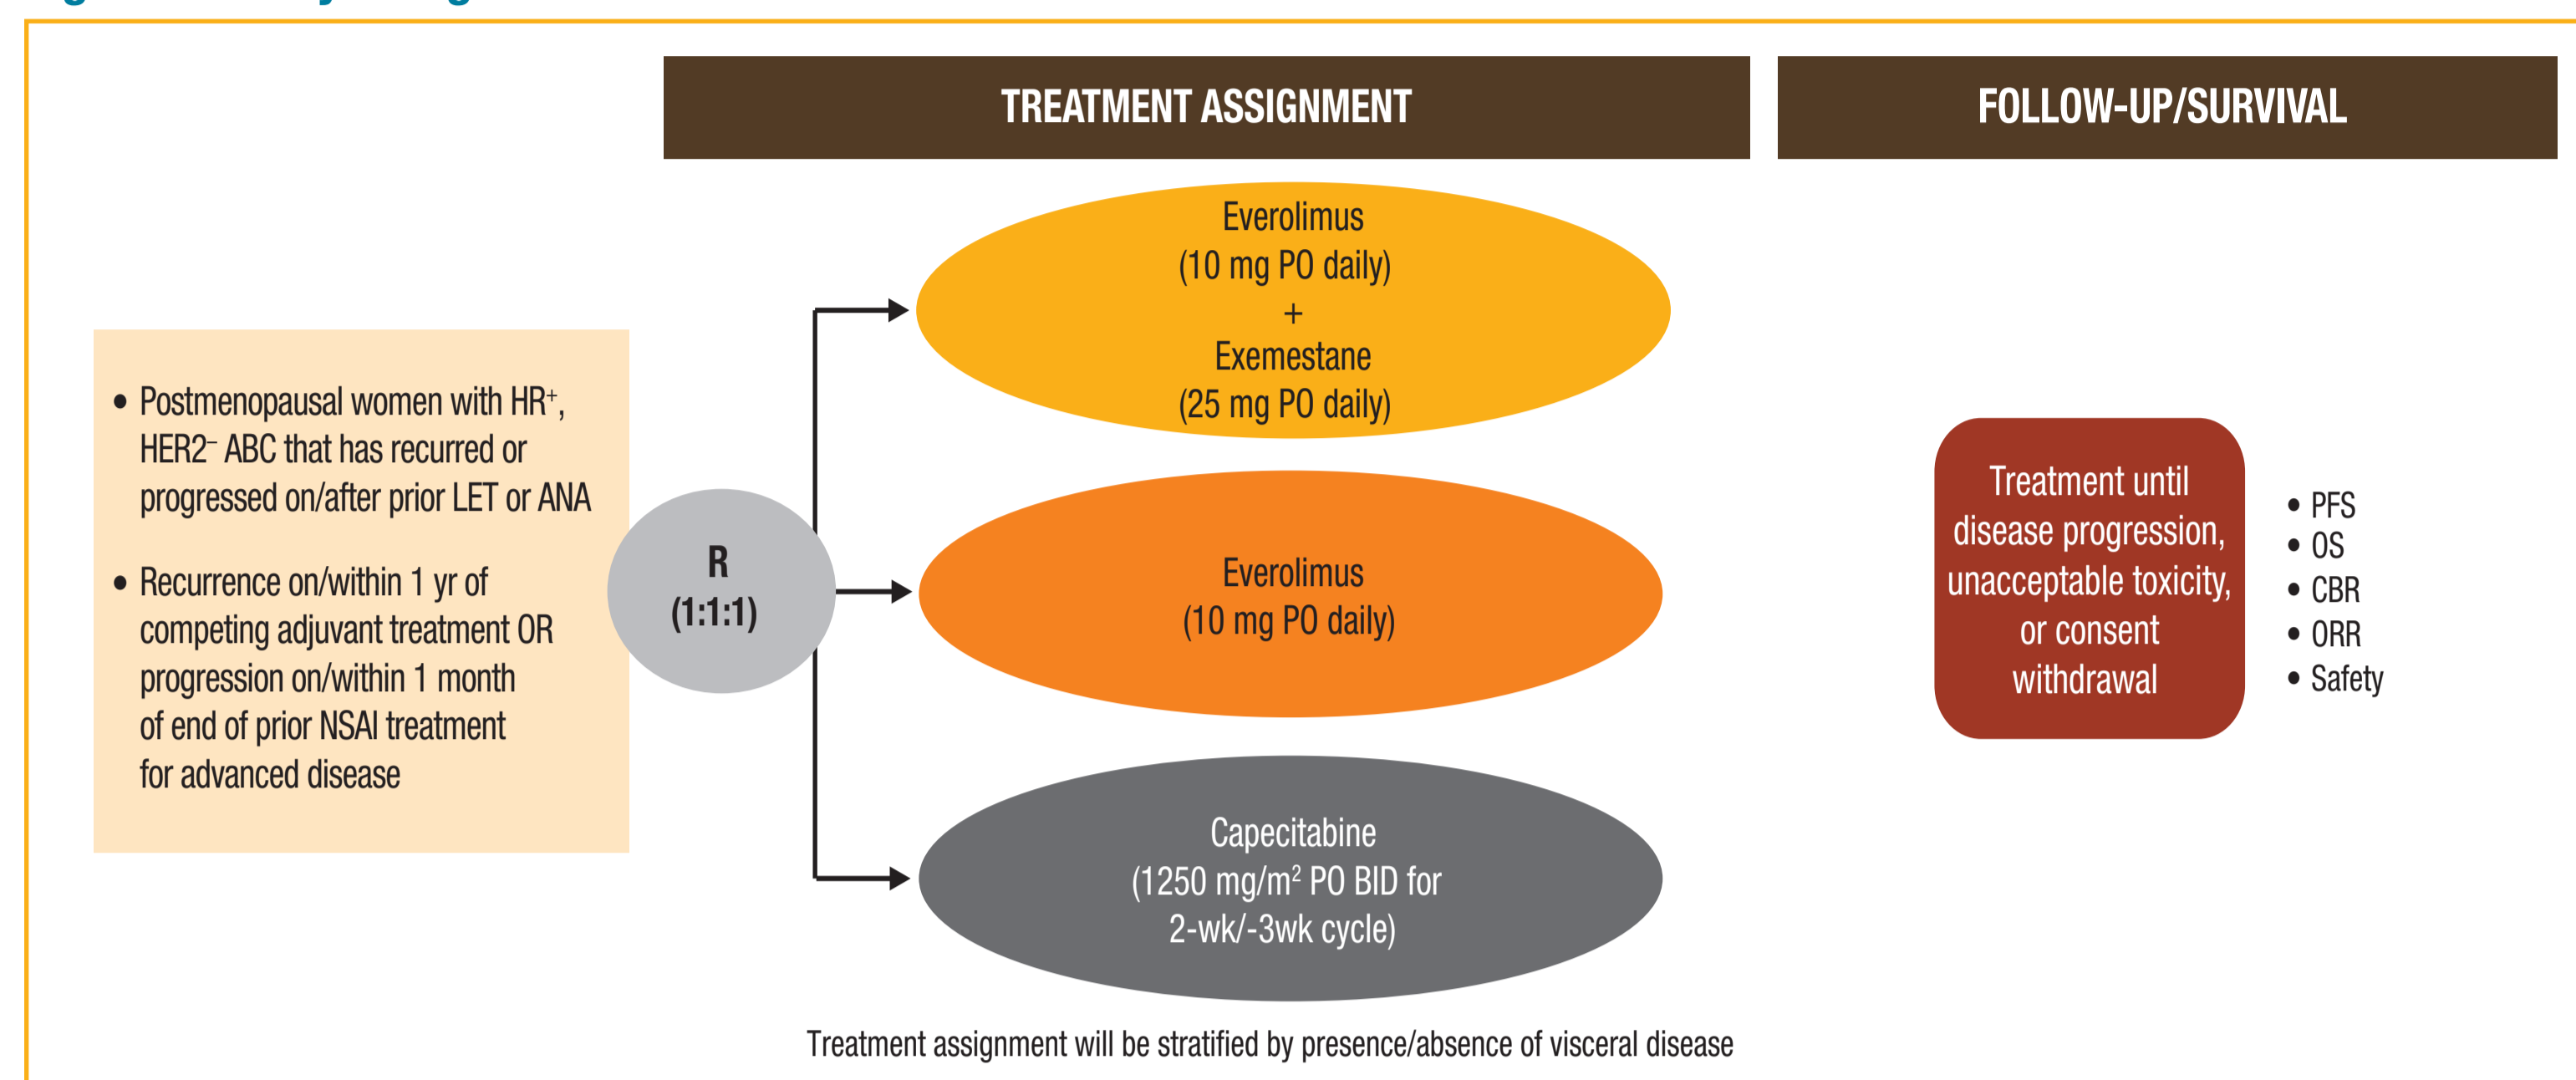 TREATMENT ASSIGNMENT
FOLLOW-UP/SURVIVAL
• Postmenopausal women with HR⁺,
HER2⁻ ABC that has recurred or
progressed on/after prior LET or ANA
• Recurrence on/within 1 yr of
competing adjuvant treatment OR
progression on/within 1 month
of end of prior NSAI treatment
for advanced disease
R
(1:1:1)
Everolimus
(10 mg PO daily)
+
Exemestane
(25 mg PO daily)
Everolimus
(10 mg PO daily)
Capecitabine
(1250 mg/m² PO BID for
2-wk/-3wk cycle)
Treatment until
disease progression,
unacceptable toxicity,
or consent
withdrawal
• PFS
• OS
• CBR
• ORR
• Safety
Treatment assignment will be stratified by presence/absence of visceral disease